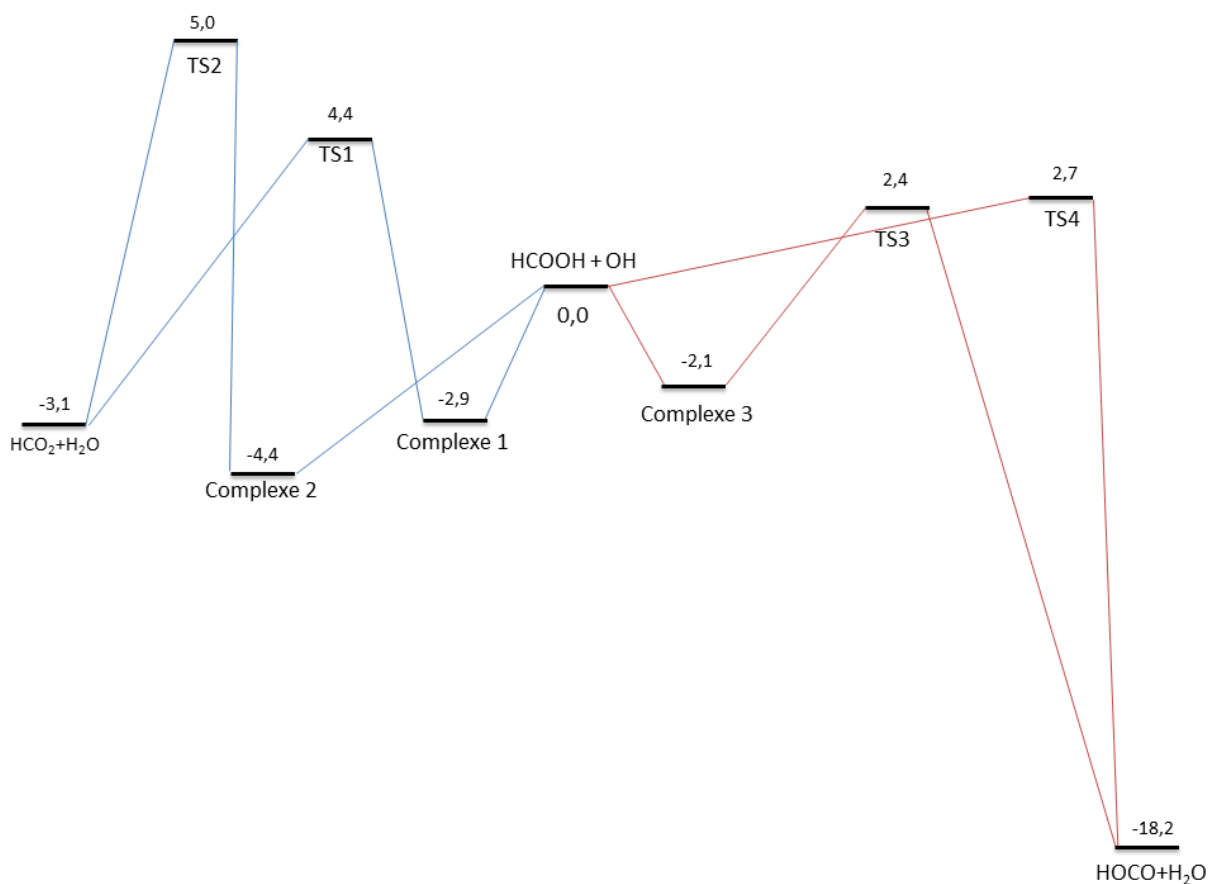 5,0
TS2
4,4
TS1
2,4
TS3
2,7
TS4
HCOOH + OH
0,0
-2,1
Complexe 3
-3,1
HCO₂+H₂O
-2,9
Complexe 1
-4,4
Complexe 2
-18,2
HOCO+H₂O